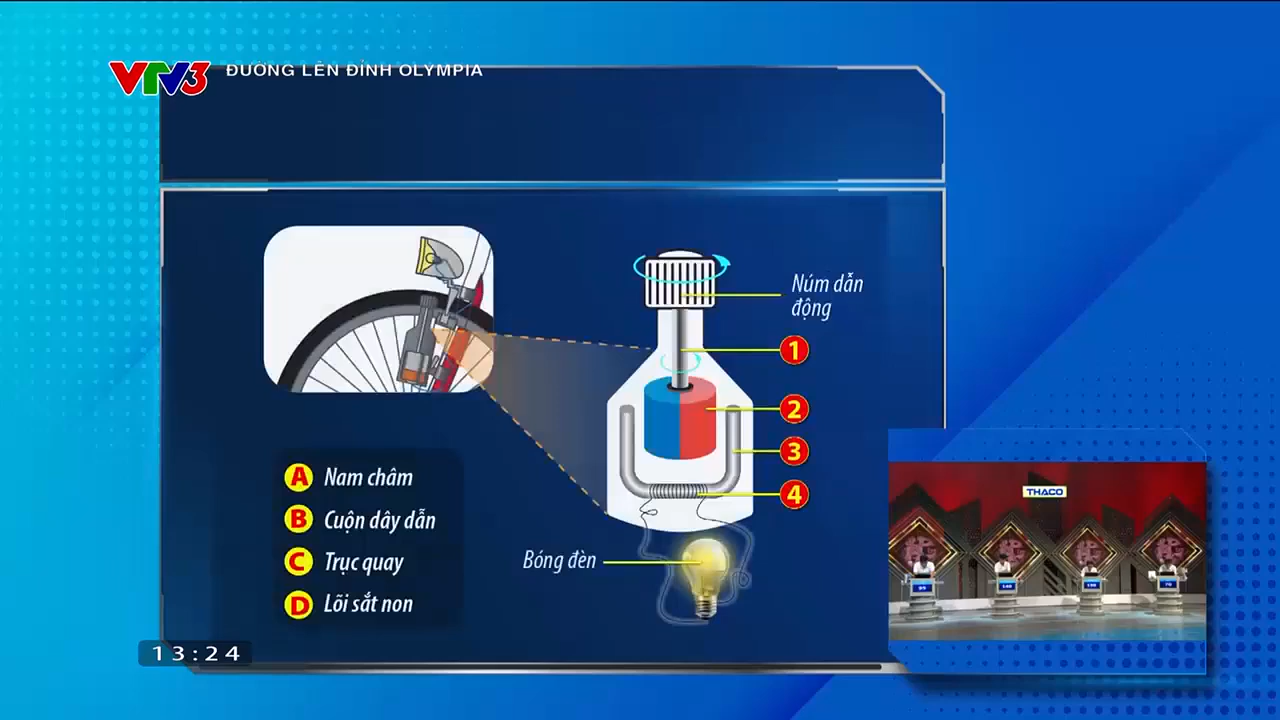 VTV3
ĐƯỜNG LÊN ĐỈNH OLYMPIA
Núm dẫn
động
1
2
3
4
A Nam châm
B Cuộn dây dẫn
C Trục quay
D Lõi sắt non
Bóng đèn
THACO
13:24